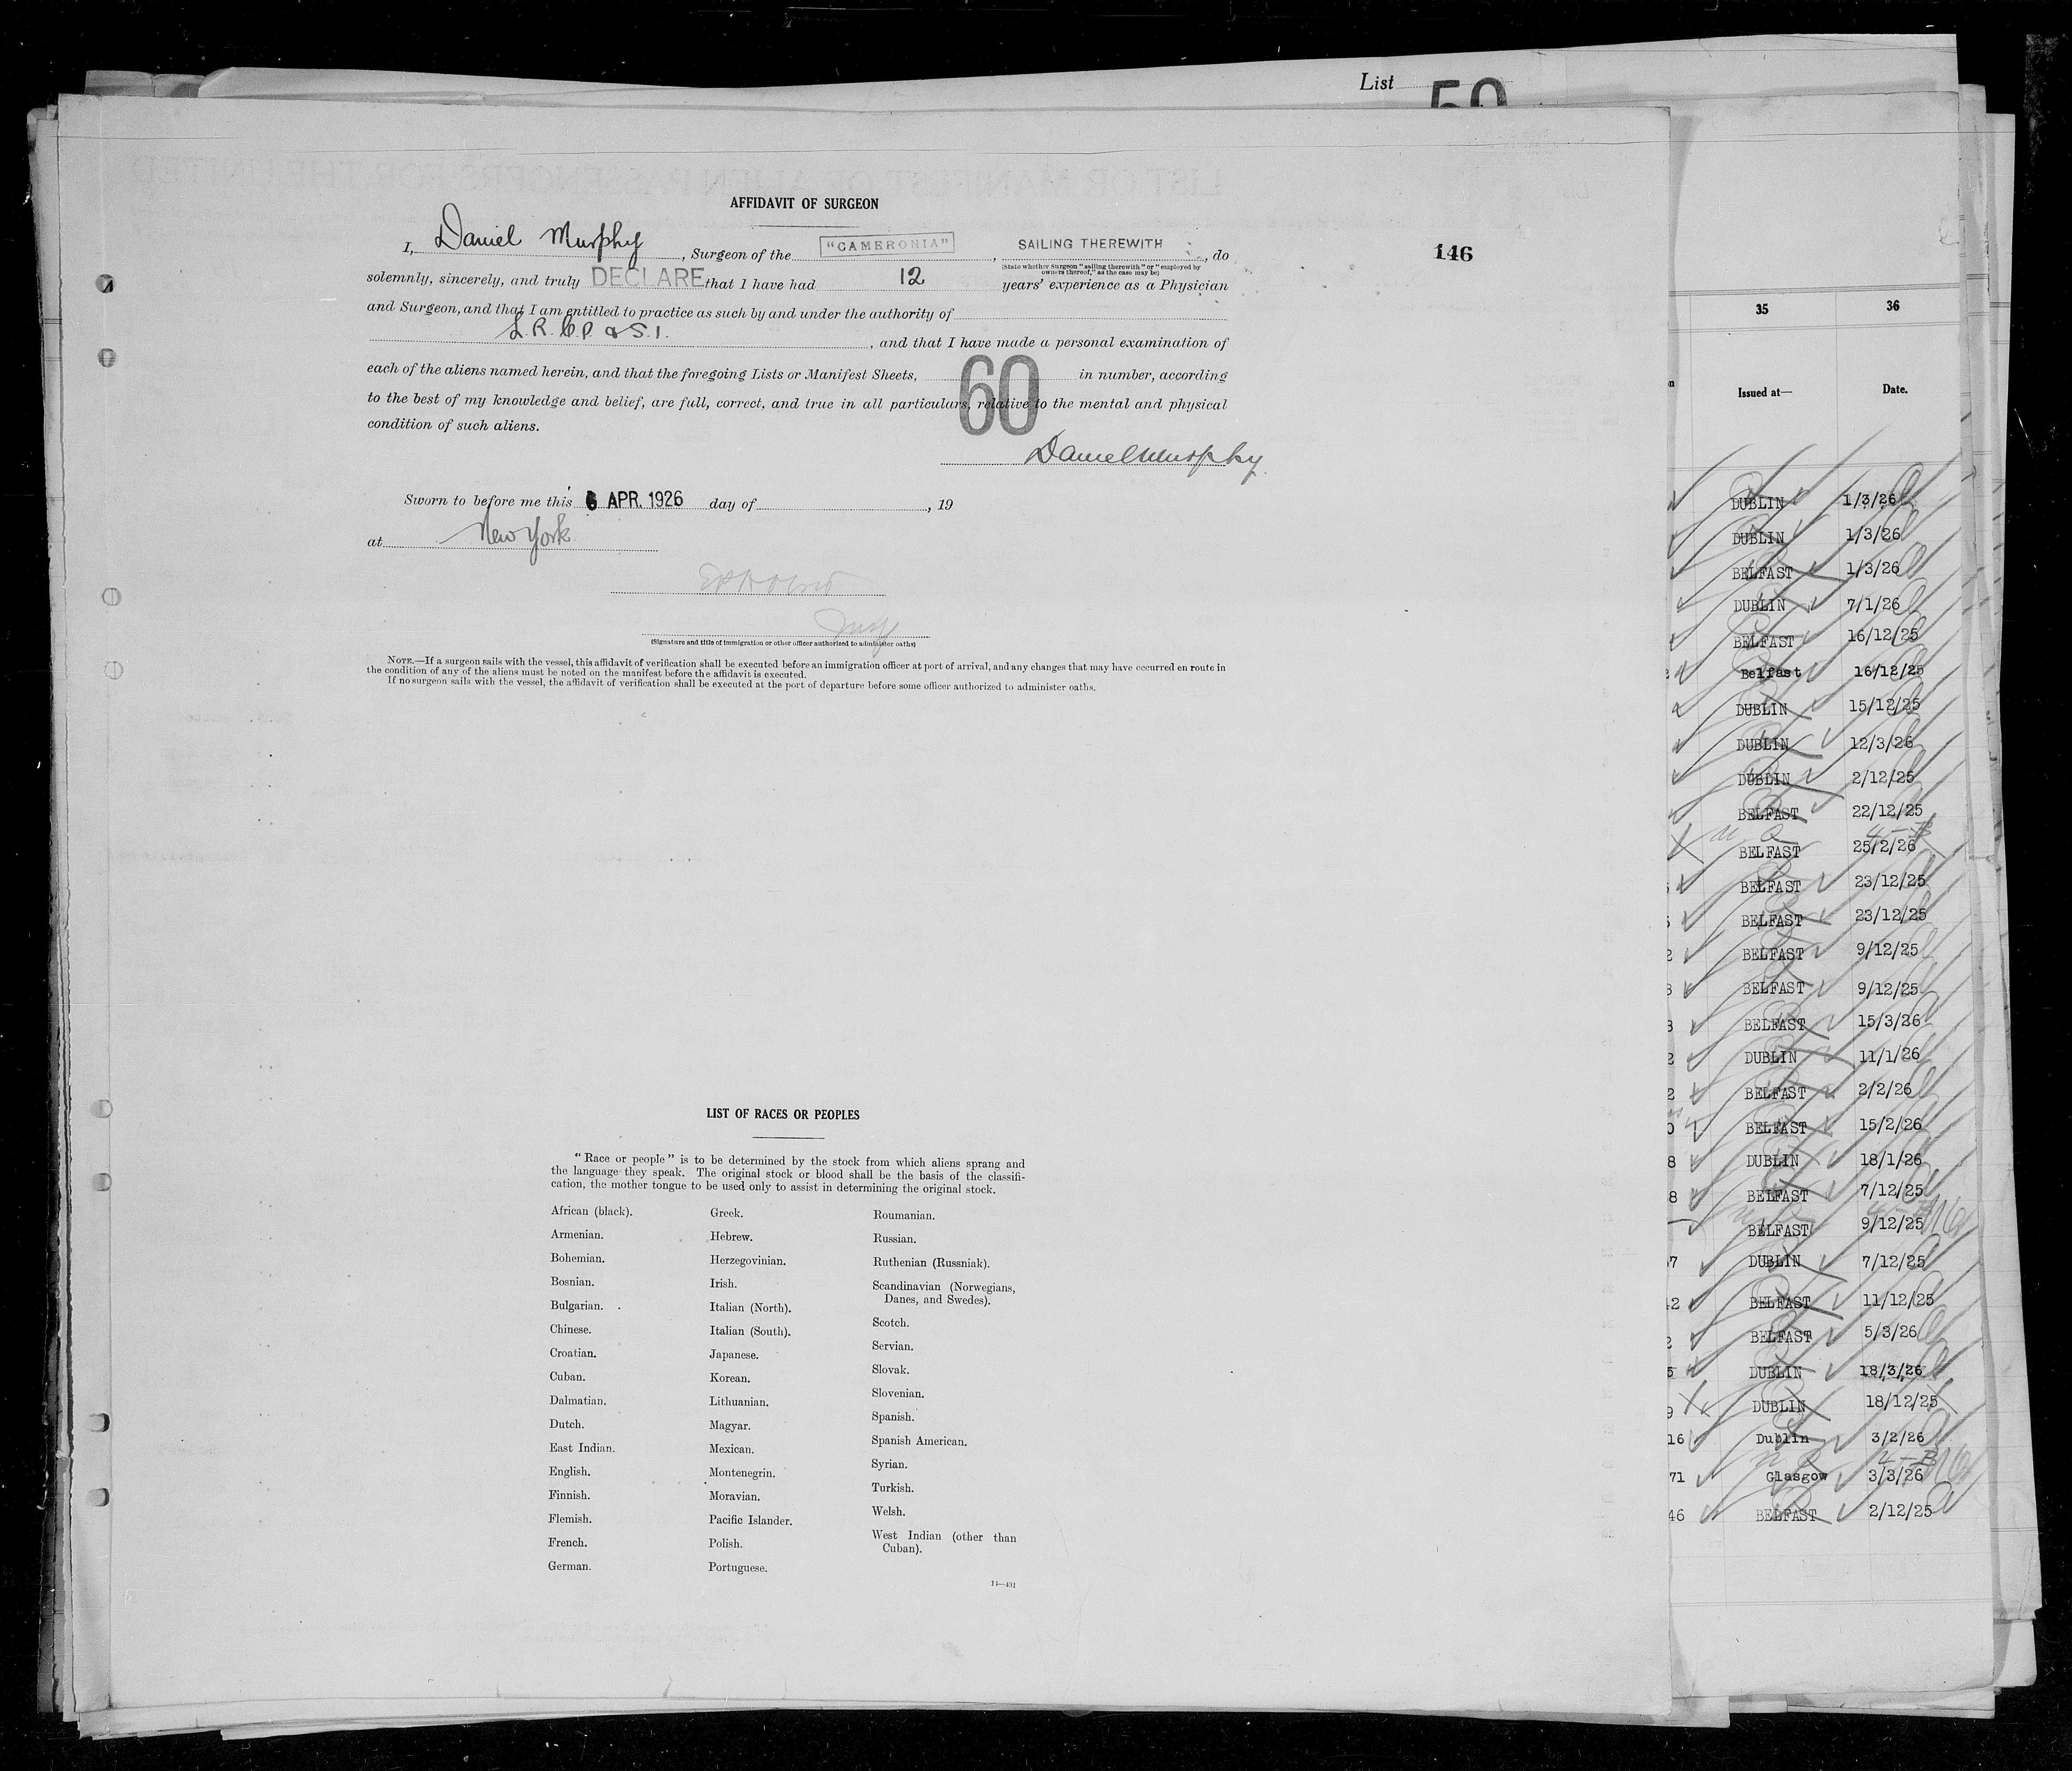 List 50
AFFIDAVIT OF SURGEON
I, Daniel Murphy, Surgeon of the "CAMERONIA", SAILING THEREWITH, do
(State whether Surgeon "sailing therewith" or "employed by
owners thereof," as the case may be)
solemnly, sincerely, and truly DECLARE that I have had 12 years' experience as a Physician
and Surgeon, and that I am entitled to practice as such by and under the authority of
L.R.C.P. & S.I. , and that I have made a personal examination of
each of the aliens named herein, and that the foregoing Lists or Manifest Sheets, 60 in number, according
to the best of my knowledge and belief, are full, correct, and true in all particulars, relative to the mental and physical
condition of such aliens.
Daniel Murphy
Sworn to before me this 6 APR. 1926 day of , 19
at New York
(Signature and title of immigration or other officer authorized to administer oaths)
NOTE.—If a surgeon sails with the vessel, this affidavit of verification shall be executed before an immigration officer at port of arrival, and any changes that may have occurred en route in
the condition of any of the aliens must be noted on the manifest before the affidavit is executed.
If no surgeon sails with the vessel, the affidavit of verification shall be executed at the port of departure before some officer authorized to administer oaths.
146
LIST OF RACES OR PEOPLES
"Race or people" is to be determined by the stock from which aliens sprang and
the language they speak. The original stock or blood shall be the basis of the classifi-
cation, the mother tongue to be used only to assist in determining the original stock.
African (black).
Armenian.
Bohemian.
Bosnian.
Bulgarian.
Chinese.
Croatian.
Cuban.
Dalmatian.
Dutch.
East Indian.
English.
Finnish.
Flemish.
French.
German.
Greek.
Hebrew.
Herzegovinian.
Irish.
Italian (North).
Italian (South).
Japanese.
Korean.
Lithuanian.
Magyar.
Mexican.
Montenegrin.
Moravian.
Pacific Islander.
Polish.
Portuguese.
Roumanian.
Russian.
Ruthenian (Russniak).
Scandinavian (Norwegians,
Danes, and Swedes).
Scotch.
Servian.
Slovak.
Slovenian.
Spanish.
Spanish American.
Syrian.
Turkish.
Welsh.
West Indian (other than
Cuban).
14—431
35 36
Issued at— Date.
DUBLIN 1/3/26
DUBLIN 1/3/26
BELFAST 1/3/26
DUBLIN 7/1/26
BELFAST 16/12/25
Belfast 16/12/25
DUBLIN 15/12/25
DUBLIN 12/3/26
DUBLIN 2/12/25
BELFAST 22/12/25
BELFAST 25/2/26
BELFAST 23/12/25
BELFAST 23/12/25
BELFAST 9/12/25
BELFAST 9/12/25
BELFAST 15/3/26
DUBLIN 11/1/26
BELFAST 2/2/26
BELFAST 15/2/26
DUBLIN 18/1/26
BELFAST 7/12/25
BELFAST 9/12/25
DUBLIN 7/12/25
BELFAST 11/12/25
BELFAST 5/3/26
DUBLIN 18/3/26
DUBLIN 18/12/25
Dublin 3/2/26
Glasgow 3/3/26
BELFAST 2/12/25